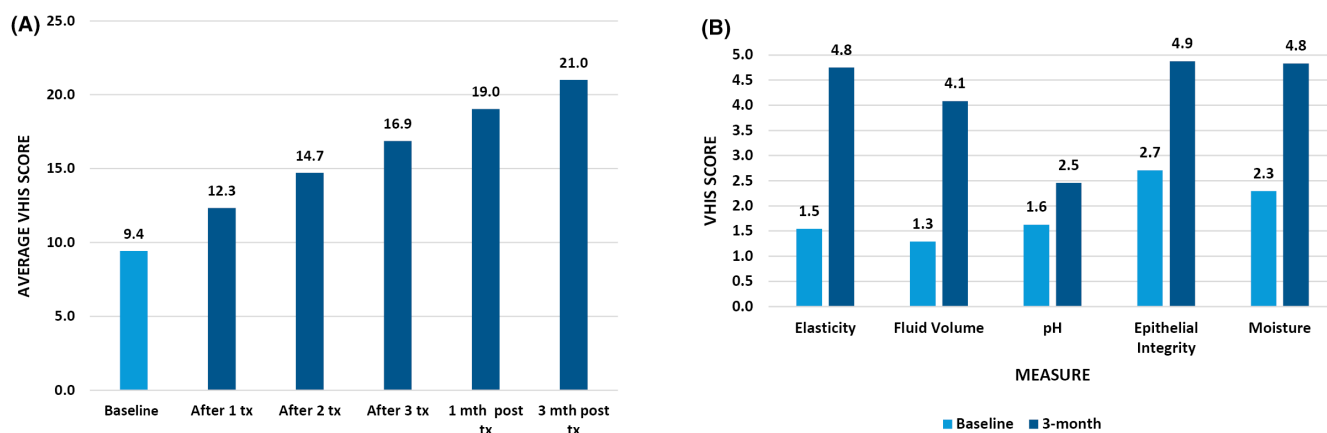 (A)
25.0
20.0
15.0
10.0
5.0
0.0
AVERAGE VHIS SCORE
9.4
12.3
14.7
16.9
19.0
21.0
Baseline
After 1 tx
After 2 tx
After 3 tx
1 mth post
tx
3 mth post
tx
(B)
5.0
4.5
4.0
3.5
3.0
2.5
2.0
1.5
1.0
0.5
0.0
VHIS SCORE
1.5
4.8
1.3
4.1
1.6
2.5
2.7
4.9
2.3
4.8
Elasticity
Fluid Volume
pH
Epithelial
Integrity
Moisture
MEASURE
Baseline
3-month